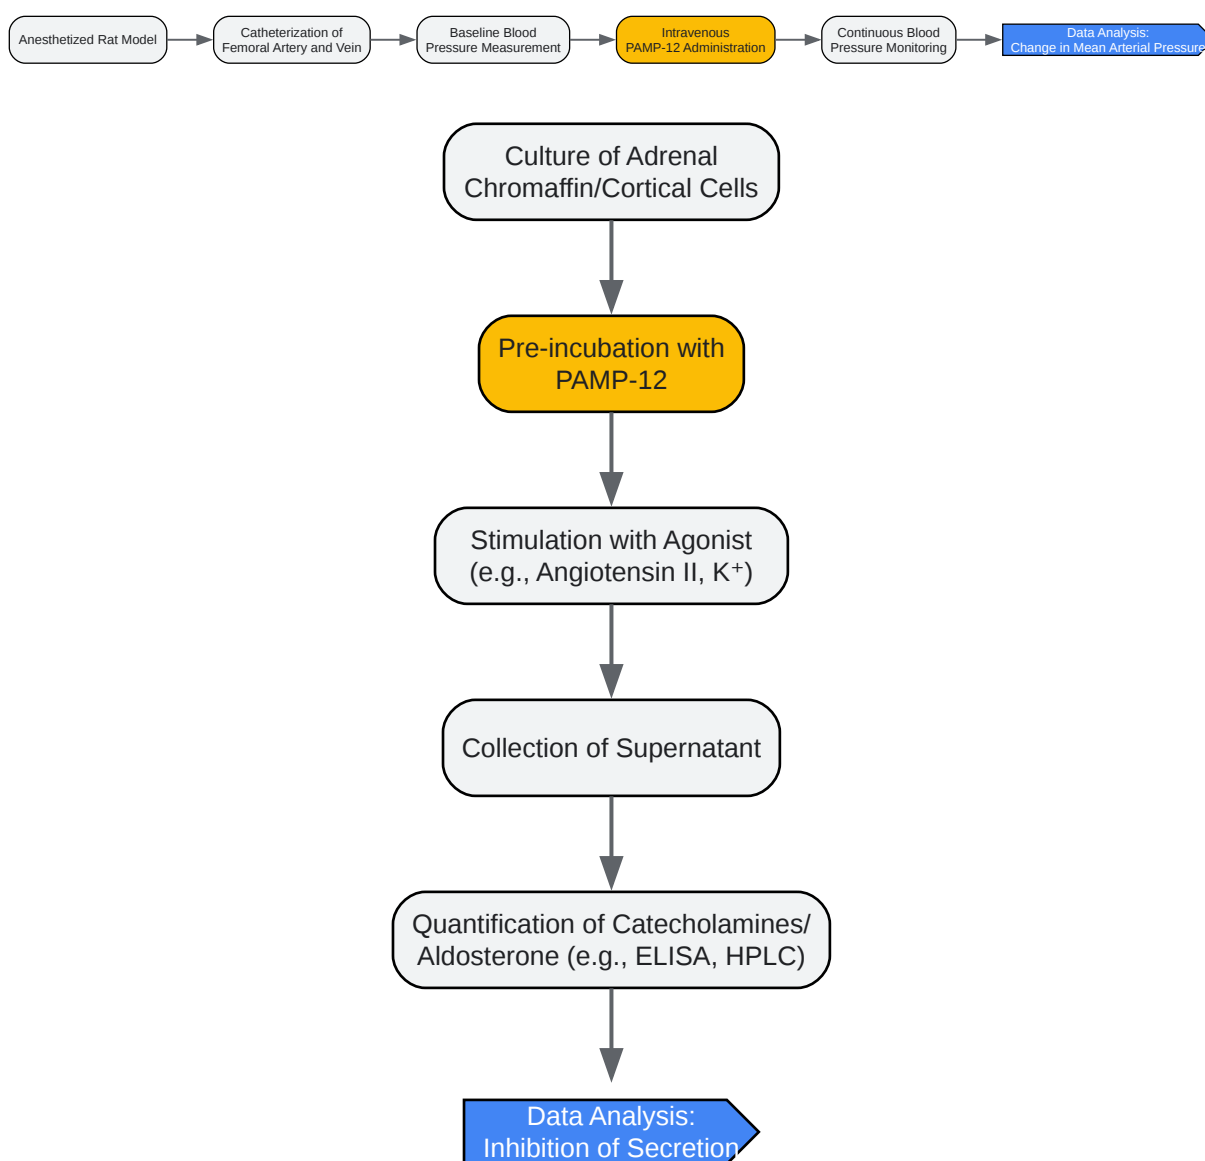 Anesthetized Rat Model
Catheterization of
Femoral Artery and Vein
Baseline Blood
Pressure Measurement
Intravenous
PAMP-12 Administration
Continuous Blood
Pressure Monitoring
Data Analysis:
Change in Mean Arterial Pressure
Culture of Adrenal
Chromaffin/Cortical Cells
Pre-incubation with
PAMP-12
Stimulation with Agonist
(e.g., Angiotensin II, K⁺)
Collection of Supernatant
Quantification of Catecholamines/
Aldosterone (e.g., ELISA, HPLC)
Data Analysis:
Inhibition of Secretion